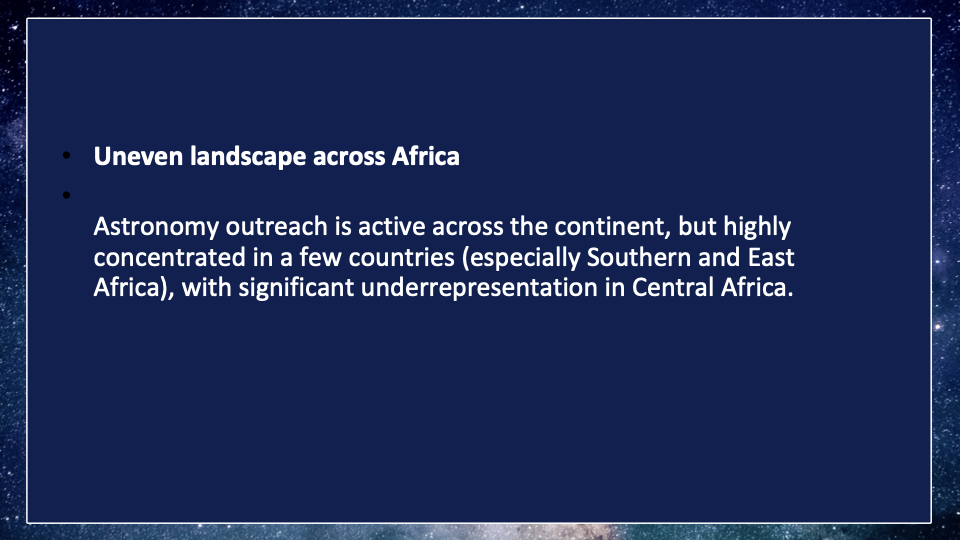 • Uneven landscape across Africa
•
Astronomy outreach is active across the continent, but highly
concentrated in a few countries (especially Southern and East
Africa), with significant underrepresentation in Central Africa.